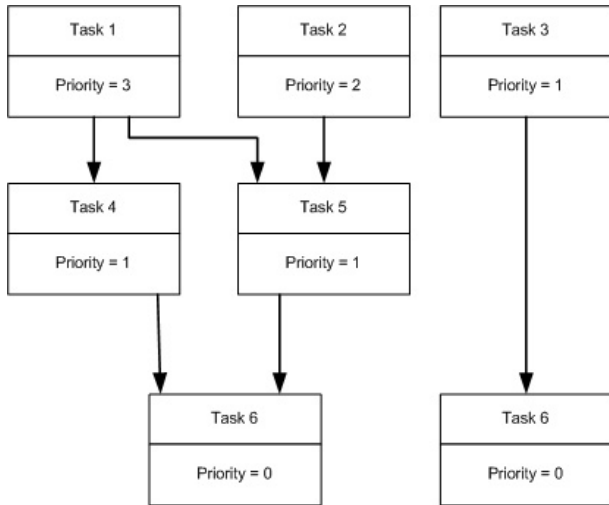 Task 1
Priority = 3
Task 2
Priority = 2
Task 3
Priority = 1
Task 4
Priority = 1
Task 5
Priority = 1
Task 6
Priority = 0
Task 6
Priority = 0